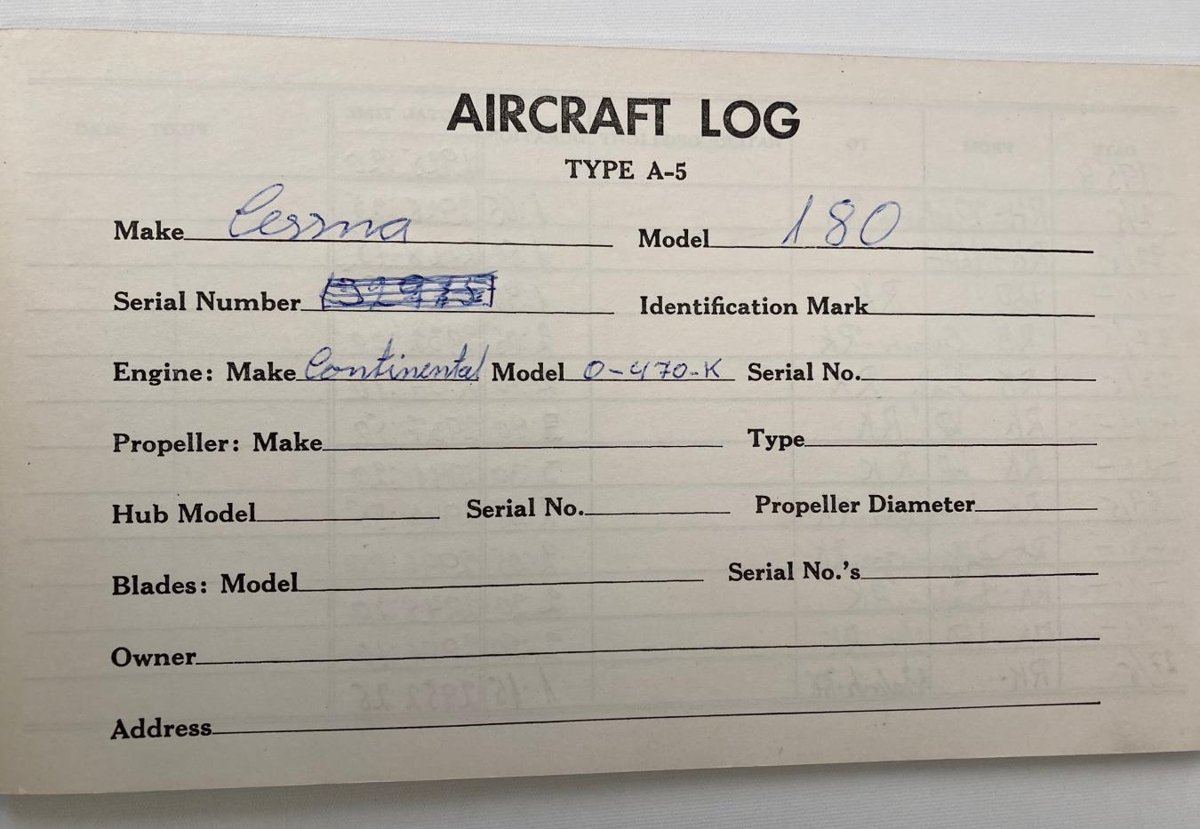 AIRCRAFT LOG
TYPE A-5
Make Cessna Model 180
Serial Number Identification Mark
Engine: Make Continental Model O-470-K Serial No.
Propeller: Make Type
Hub Model Serial No. Propeller Diameter
Blades: Model Serial No.'s
Owner
Address